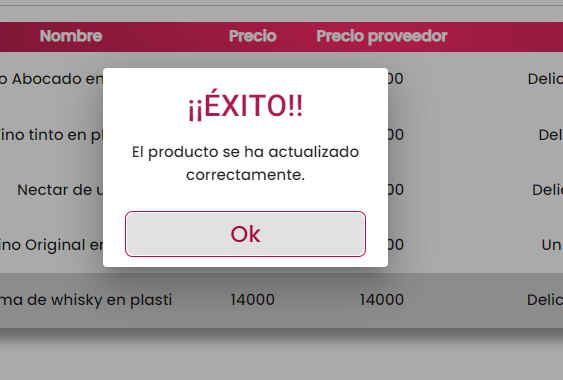 Nombre Precio Precio proveedor
o Abocado en 00 Delic
¡¡ÉXITO!!
ino tinto en pl 00 Del
El producto se ha actualizado
correctamente.
Nectar de u 00 Delic
Ok
ino Original en 00 Un
ma de whisky en plasti 14000 14000 Delic